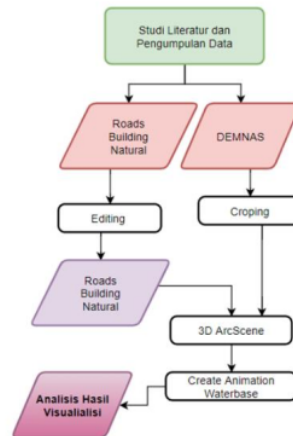 Studi Literatur dan
Pengumpulan Data
Roads
Building
Natural
DEMNAS
Editing
Croping
Roads
Building
Natural
3D ArcScene
Create Animation
Waterbase
Analisis Hasil
Visualialisi